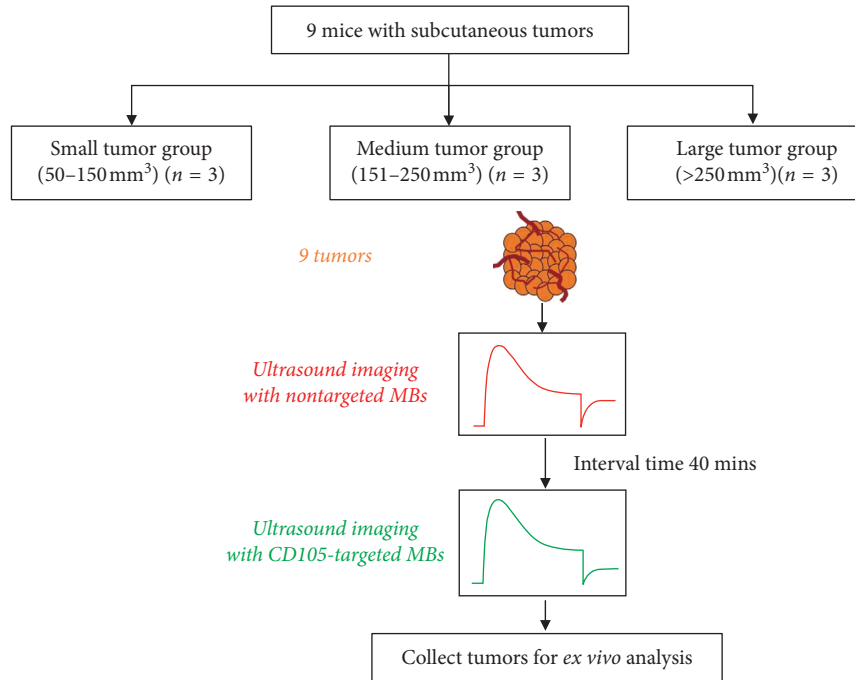 9 mice with subcutaneous tumors
Small tumor group
(50–150 mm³) (n = 3)
Medium tumor group
(151–250 mm³) (n = 3)
Large tumor group
(>250 mm³)(n = 3)
9 tumors
Ultrasound imaging
with nontargeted MBs
Interval time 40 mins
Ultrasound imaging
with CD105-targeted MBs
Collect tumors for ex vivo analysis